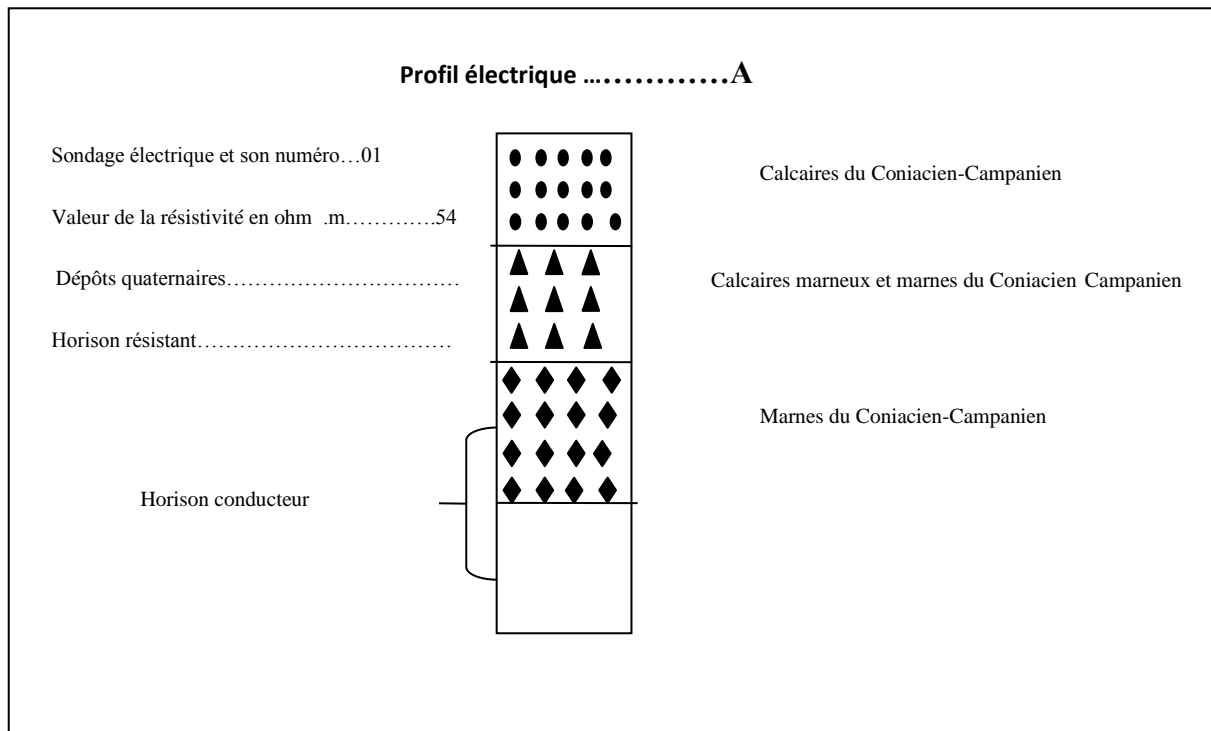 Profil électrique …............A
Sondage électrique et son numéro…01
Calcaires du Coniacien-Campanien
Valeur de la résistivité en ohm .m………….54
Dépôts quaternaires……………………………
Calcaires marneux et marnes du Coniacien Campanien
Horison résistant………………………………
Marnes du Coniacien-Campanien
Horison conducteur